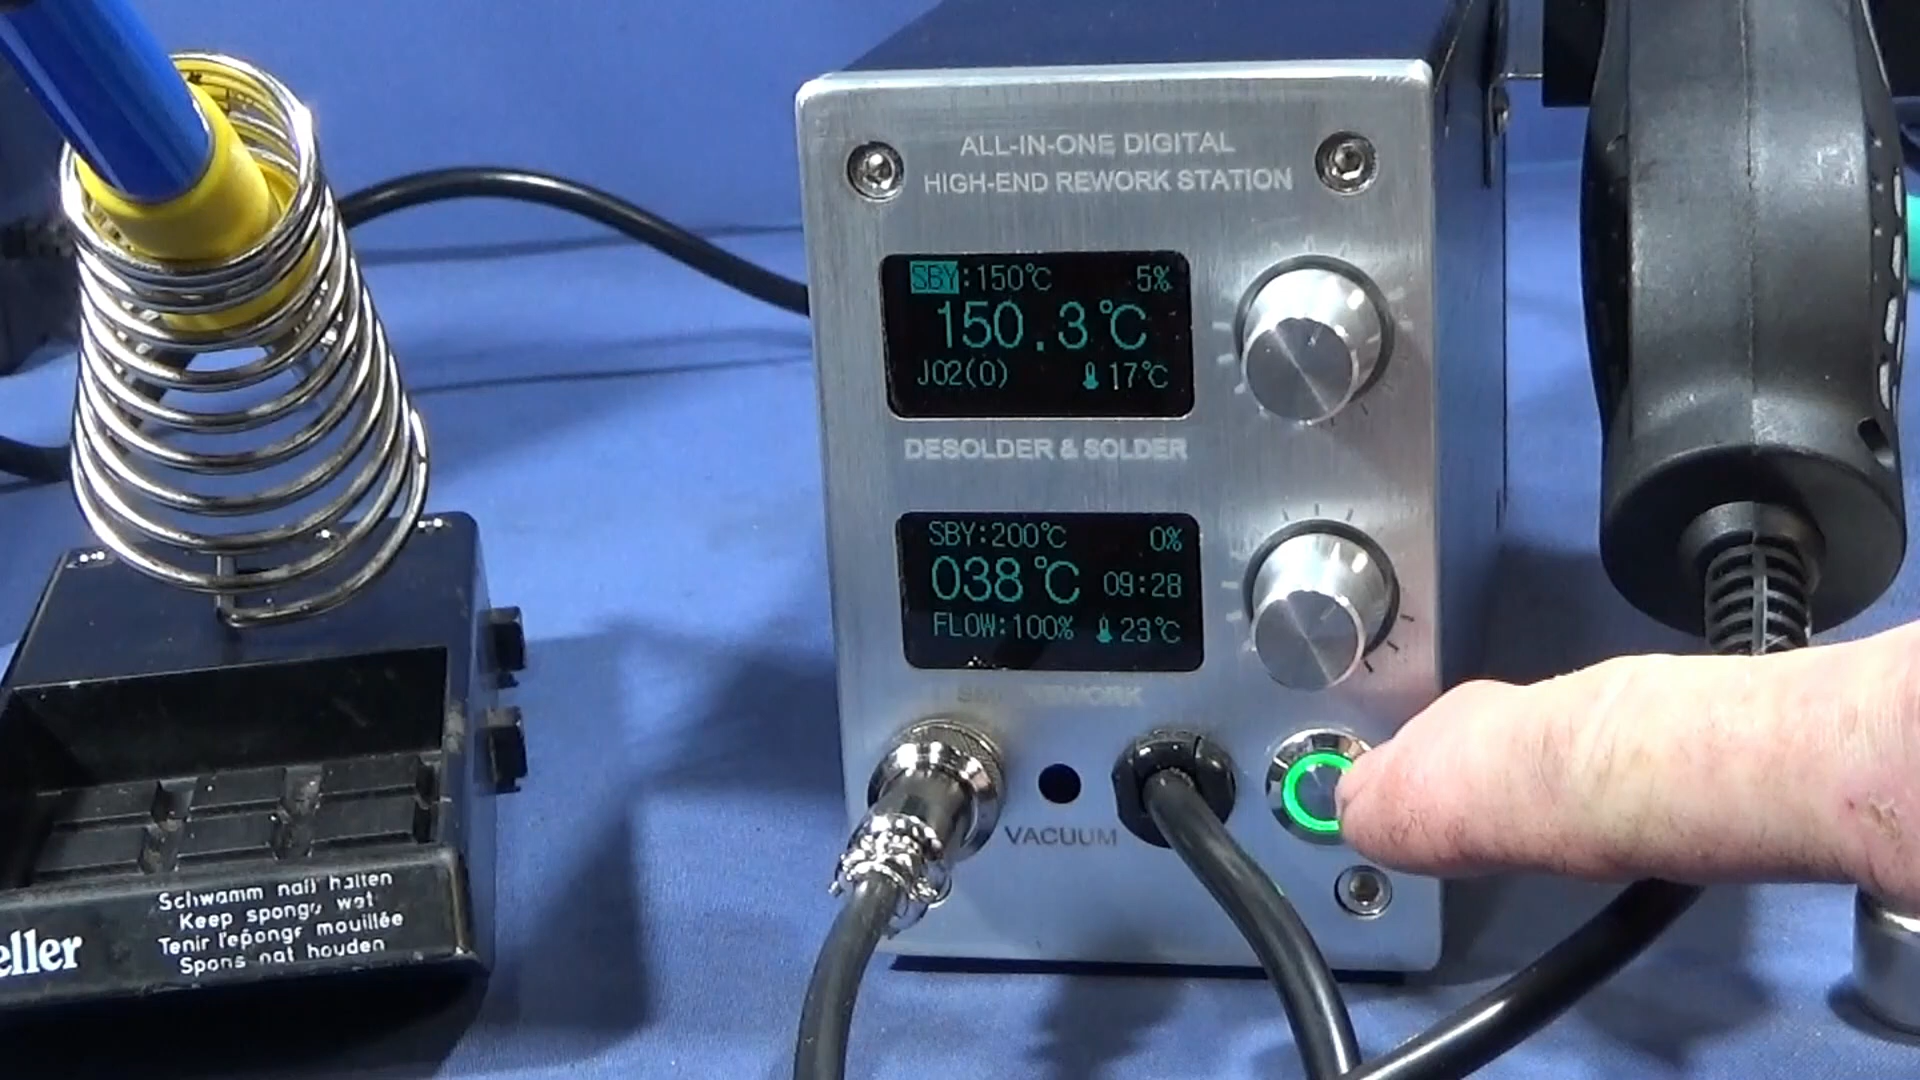 ALL-IN-ONE DIGITAL
HIGH-END REWORK STATION
SBY:150℃ 5%
150.3℃
J02(0) 17℃
DESOLDER & SOLDER
SBY:200℃ 0%
038℃ 09:28
FLOW:100% 23℃
REWORK
VACUUM
Schwamm naß halten
Keep sponge wet
Tenir l'éponge mouillée
Spons nat houden
eller